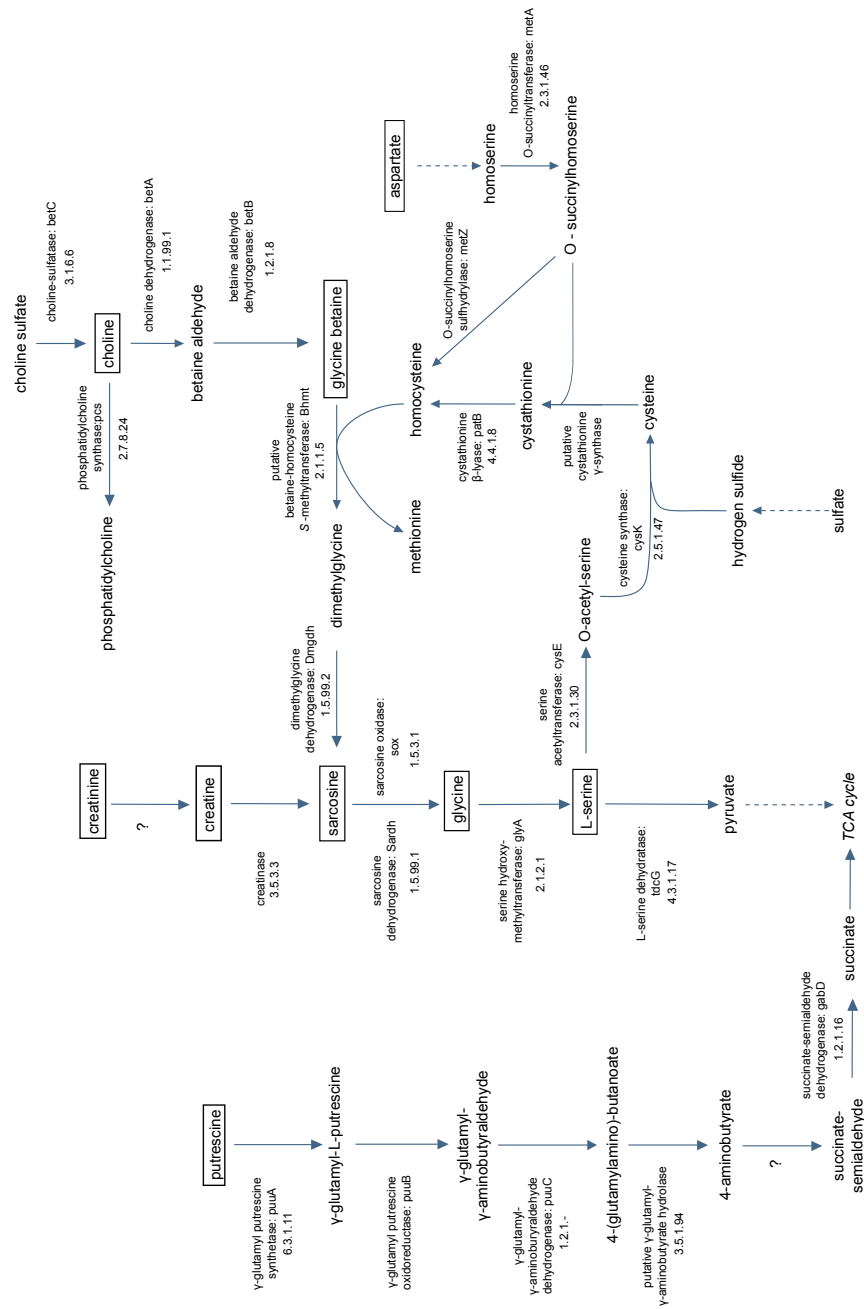 putrescine
γ-glutamyl putrescine
synthetase: puuA
6.3.1.11
γ-glutamyl-L-putrescine
γ-glutamyl putrescine
oxidoreductase: puuB
γ-glutamyl-
γ-aminobutyraldehyde
γ-glutamyl-
γ-aminoburyraldehyde
dehydrogenase: puuC
1.2.1.-
4-(glutamylamino)-butanoate
putative γ-glutamyl-
γ-aminobutyrate hydrolase
3.5.1.94
4-aminobutyrate
?
succinate-
semialdehyde
succinate-semialdehyde
dehydrogenase: gabD
1.2.1.16
succinate
TCA cycle
creatinine
?
creatine
creatinase
3.5.3.3
sarcosine
sarcosine
dehydrogenase: Sardh
1.5.99.1
sarcosine oxidase:
sox
1.5.3.1
glycine
serine hydroxy-
methyltransferase: glyA
2.1.2.1
L-serine
L-serine dehydratase:
tdcG
4.3.1.17
pyruvate
serine
acetyltransferase: cysE
2.3.1.30
O-acetyl-serine
cysteine synthase:
cysK
2.5.1.47
hydrogen sulfide
sulfate
cysteine
putative
cystathionine
γ-synthase
cystathionine
cystathionine
β-lyase: patB
4.4.1.8
homocysteine
methionine
dimethylglycine
dehydrogenase: Dmgdh
1.5.99.2
dimethylglycine
putative
betaine-homocysteine
S -methyltransferase: Bhmt
2.1.1.5
glycine betaine
phosphatidylcholine
phosphatidylcholine
synthase:pcs
2.7.8.24
choline sulfate
choline-sulfatase: betC
3.1.6.6
choline
choline dehydrogenase: betA
1.1.99.1
betaine aldehyde
betaine aldehyde
dehydrogenase: betB
1.2.1.8
aspartate
homoserine
homoserine
O-succinyltransferase: metA
2.3.1.46
O - succinylhomoserine
O-succinylhomoserine
sulfhydrylase: metZ